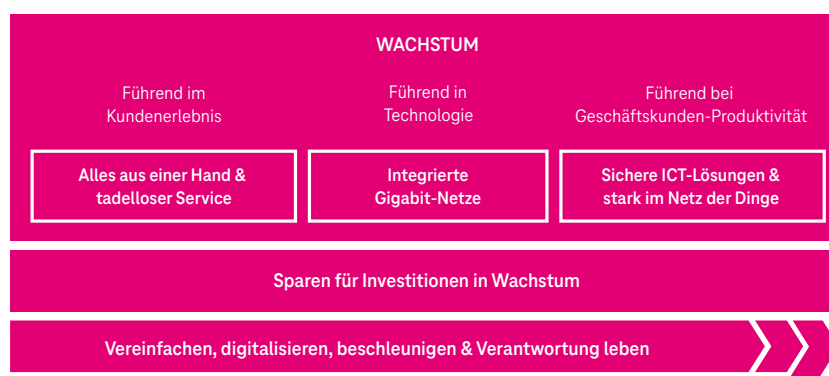 WACHSTUM
Führend im
Kundenerlebnis
Führend in
Technologie
Führend bei
Geschäftskunden-Produktivität
Alles aus einer Hand &
tadelloser Service
Integrierte
Gigabit-Netze
Sichere ICT-Lösungen &
stark im Netz der Dinge
Sparen für Investitionen in Wachstum
Vereinfachen, digitalisieren, beschleunigen & Verantwortung leben